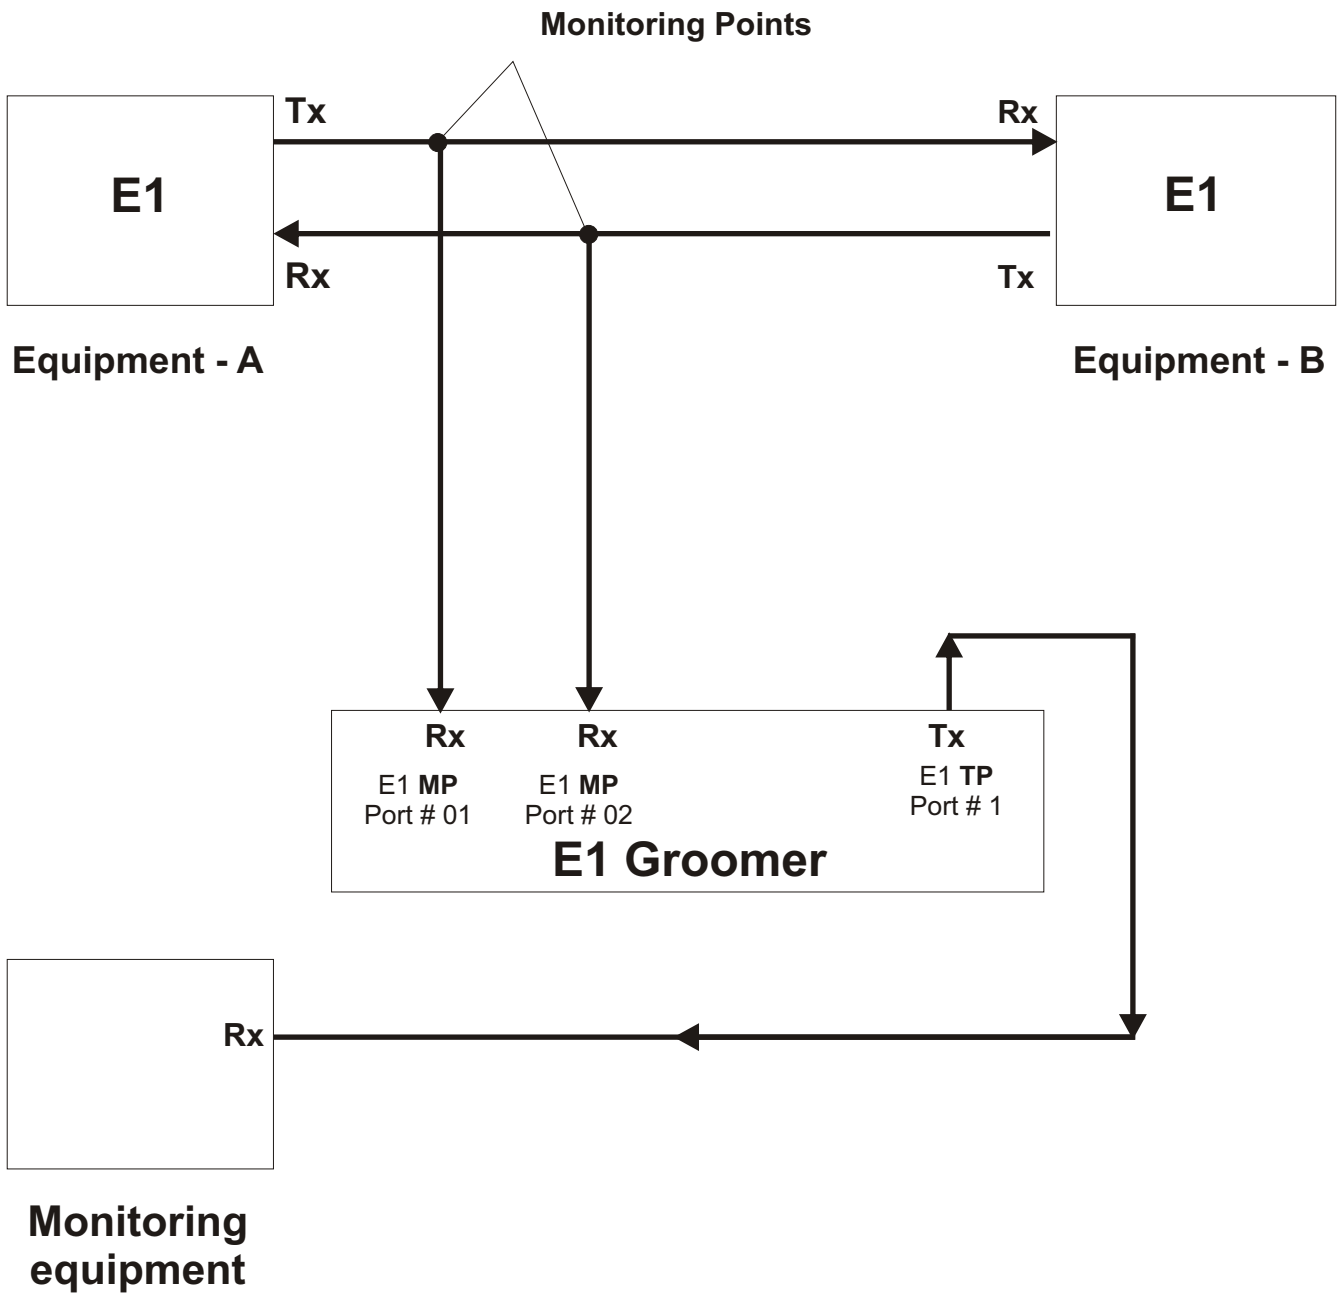 Monitoring Points
Tx
Rx
E1
E1
Rx
Tx
Equipment - A
Equipment - B
Rx
Rx
Tx
E1 MP
Port # 01
E1 MP
Port # 02
E1 TP
Port # 1
E1 Groomer
Rx
Monitoring
equipment